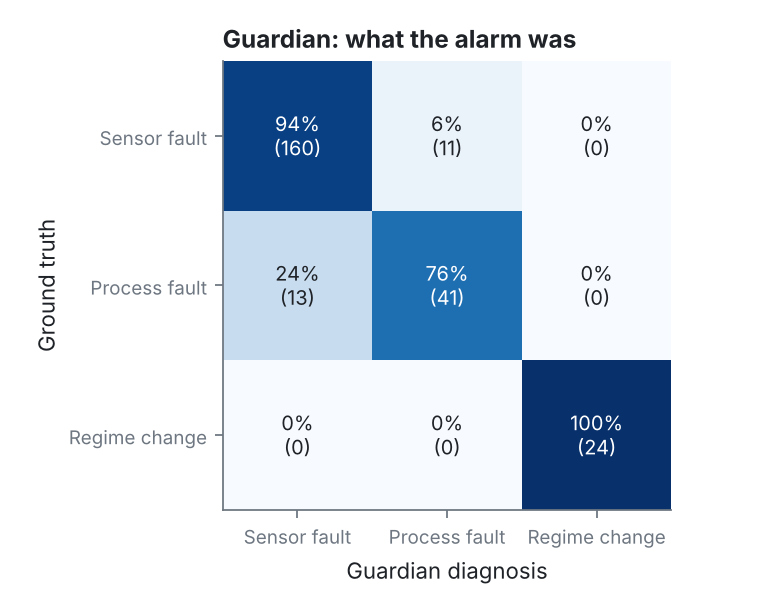 Guardian: what the alarm was
Sensor fault
94%
(160)
6%
(11)
0%
(0)
Process fault
24%
(13)
76%
(41)
0%
(0)
Regime change
0%
(0)
0%
(0)
100%
(24)
Ground truth
Sensor fault
Process fault
Regime change
Guardian diagnosis